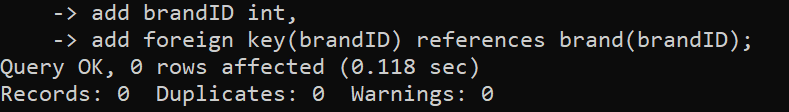 -> add brandID int,
-> add foreign key(brandID) references brand(brandID);
Query OK, 0 rows affected (0.118 sec)
Records: 0  Duplicates: 0  Warnings: 0